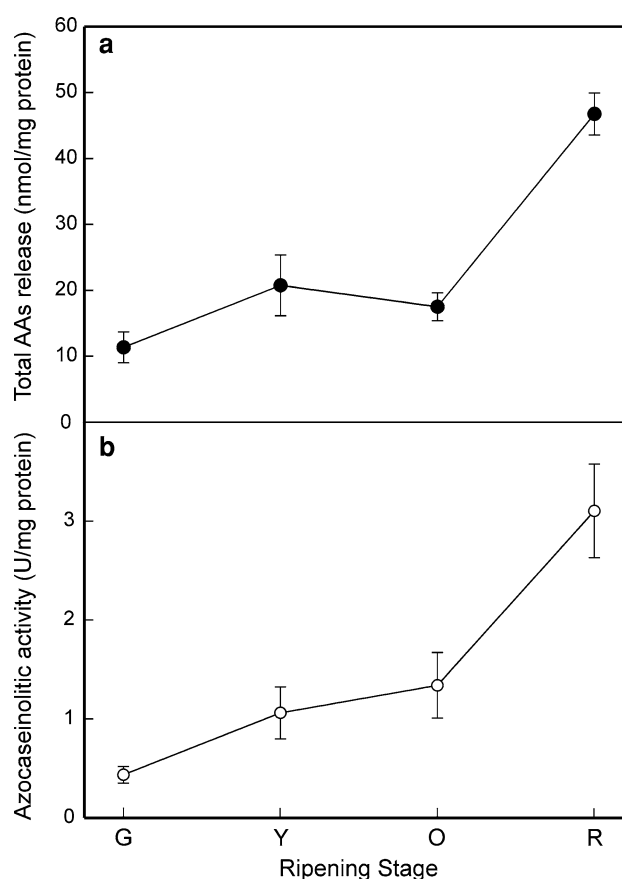 a
Total AAs release (nmol/mg protein)
60
50
40
30
20
10
0
b
Azocaseinolitic activity (U/mg protein)
3
2
1
0
G Y O R
Ripening Stage